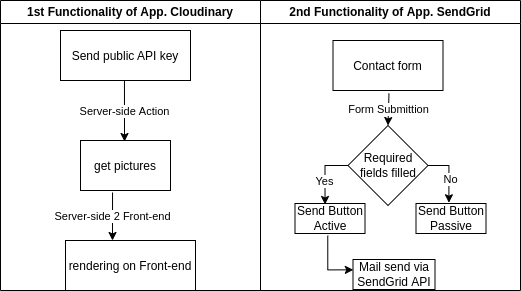 1st Functionality of App. Cloudinary
Send public API key
Server-side Action
get pictures
Server-side 2 Front-end
rendering on Front-end
2nd Functionality of App. SendGrid
Contact form
Form Submittion
Required
fields filled
Yes
No
Send Button
Active
Send Button
Passive
Mail send via
SendGrid API